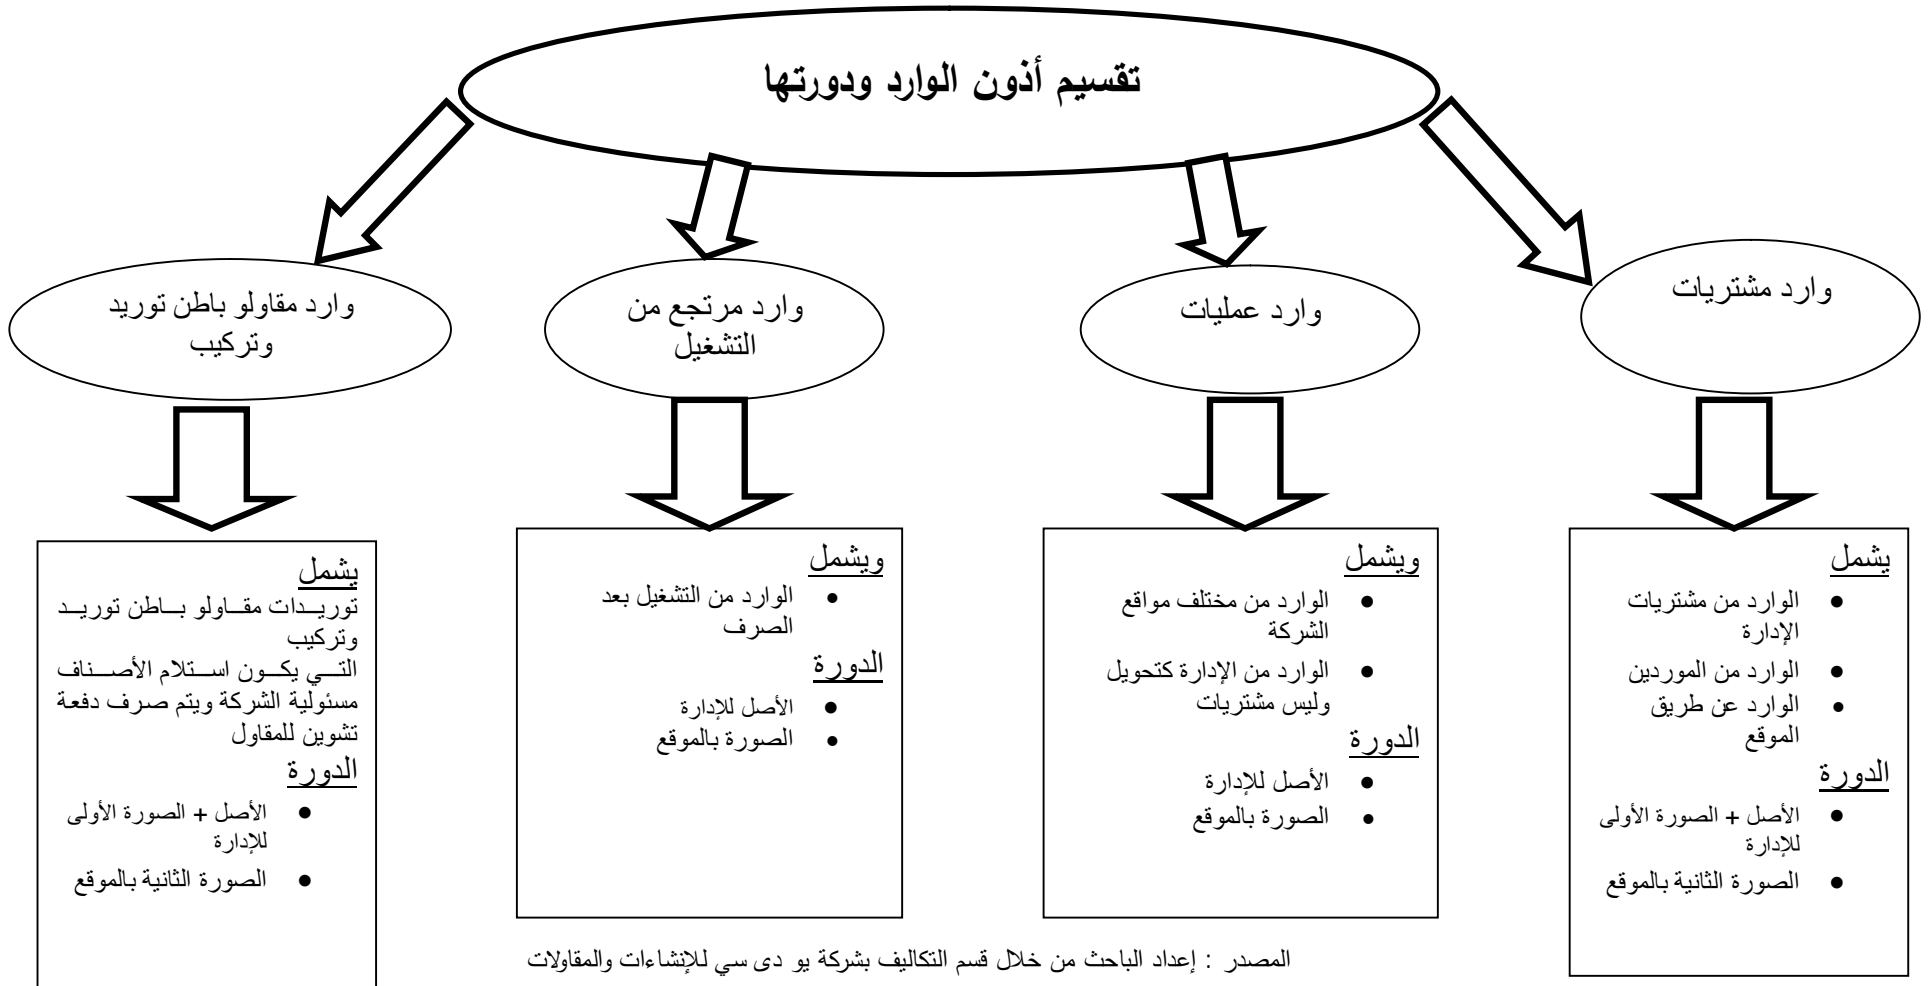 تقسيم أذون الوارد ودورتها
وارد مشتريات
وارد عمليات
وارد مرتجع من
التشغيل
وارد مقاولو باطن توريد
وتركيب
يشمل
• الوارد من مشتريات
الإدارة
• الوارد من الموردين
• الوارد عن طريق
الموقع
الدورة
• الأصل + الصورة الأولى
للإدارة
• الصورة الثانية بالموقع
ويشمل
• الوارد من مختلف مواقع
الشركة
• الوارد من الإدارة كتحويل
وليس مشتريات
الدورة
• الأصل للإدارة
• الصورة بالموقع
ويشمل
• الوارد من التشغيل بعد
الصرف
الدورة
• الأصل للإدارة
• الصورة بالموقع
يشمل
توريدات مقاولو باطن توريد
وتركيب
التي يكون استلام الأصناف
مسئولية الشركة ويتم صرف دفعة
تشوين للمقاول
الدورة
• الأصل + الصورة الأولى
للإدارة
• الصورة الثانية بالموقع
المصدر : إعداد الباحث من خلال قسم التكاليف بشركة يو دى سي للإنشاءات والمقاولات